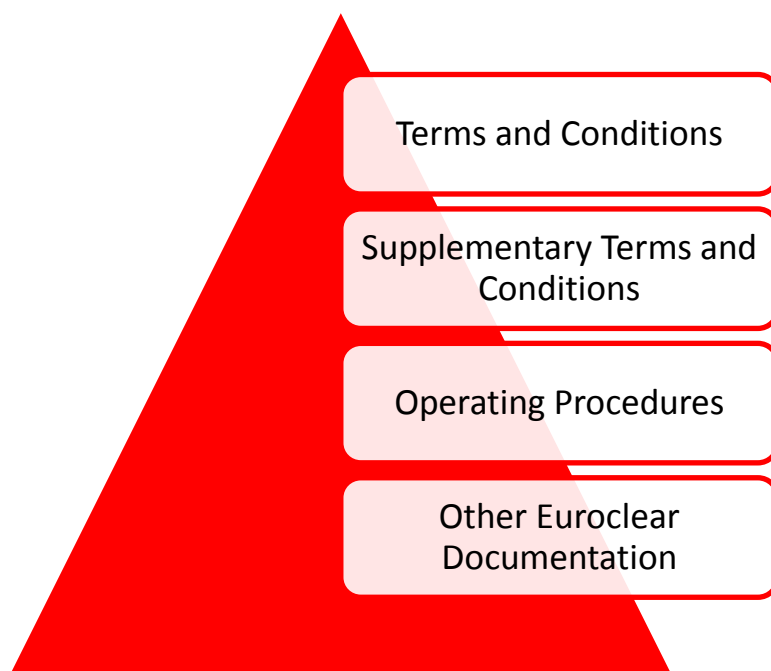 Terms and Conditions
Supplementary Terms and
Conditions
Operating Procedures
Other Euroclear
Documentation